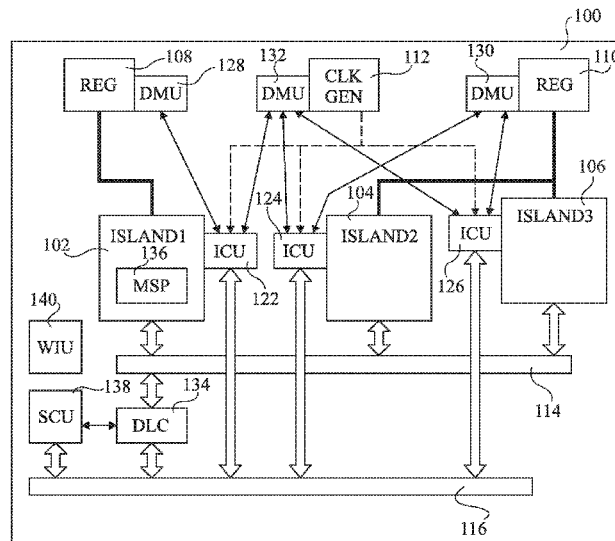 100
108
REG
128
DMU
132
DMU
CLK
GEN
112
130
DMU
REG
110
102
ISLAND1
136
MSP
ICU
122
124
ICU
104
ISLAND2
ICU
126
106
ISLAND3
140
WIU
138
SCU
134
DLC
114
116